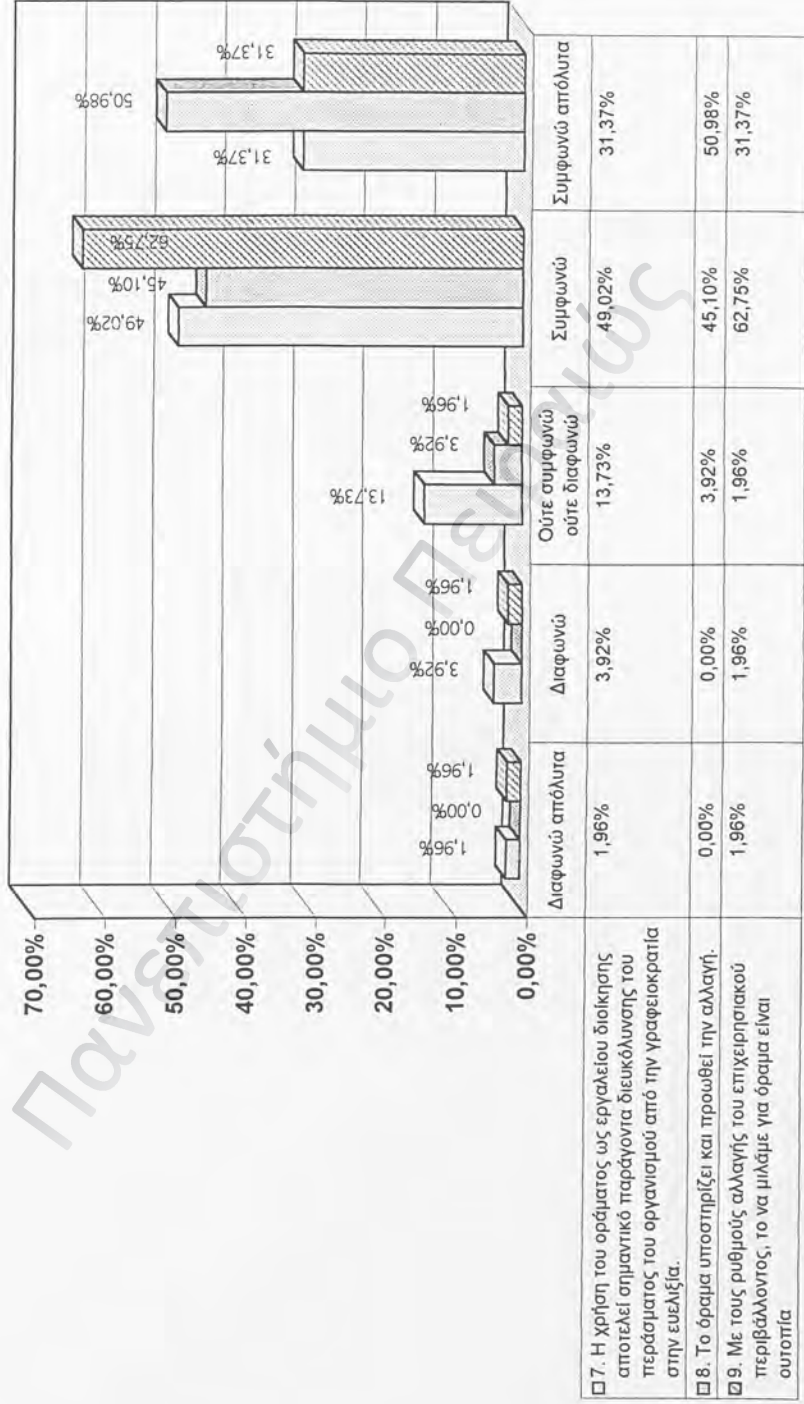 70,00%
60,00%
50,00%
40,00%
30,00%
20,00%
10,00%
0,00%
1,96%
0,00%
1,96%
3,92%
0,00%
1,96%
13,73%
3,92%
1,96%
49,02%
45,10%
62,75%
31,37%
50,98%
31,37%
Διαφωνώ απόλυτα
Διαφωνώ
Ούτε συμφωνώ
ούτε διαφωνώ
Συμφωνώ
Συμφωνώ απόλυτα
7. Η χρήση του οράματος ως εργαλείου διοίκησης
αποτελεί σημαντικό παράγοντα διευκόλυνσης του
περάσματος του οργανισμού από την γραφειοκρατία
στην ευελιξία.
1,96%
3,92%
13,73%
49,02%
31,37%
8. Το όραμα υποστηρίζει και προωθεί την αλλαγή.
0,00%
0,00%
3,92%
45,10%
50,98%
9. Με τους ρυθμούς αλλαγής του επιχειρησιακού
περιβάλλοντος, το να μιλάμε για όραμα είναι
ουτοπία
1,96%
1,96%
1,96%
62,75%
31,37%
Πανεπιστήμιο Πειραιώς